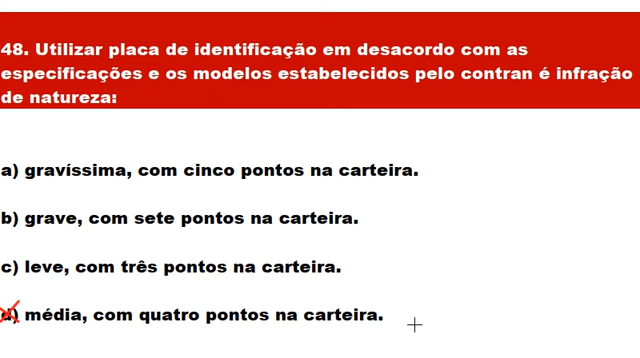 48. Utilizar placa de identificação em desacordo com as
especificações e os modelos estabelecidos pelo contran é infração
de natureza:
a) gravíssima, com cinco pontos na carteira.
b) grave, com sete pontos na carteira.
c) leve, com três pontos na carteira.
d) média, com quatro pontos na carteira.